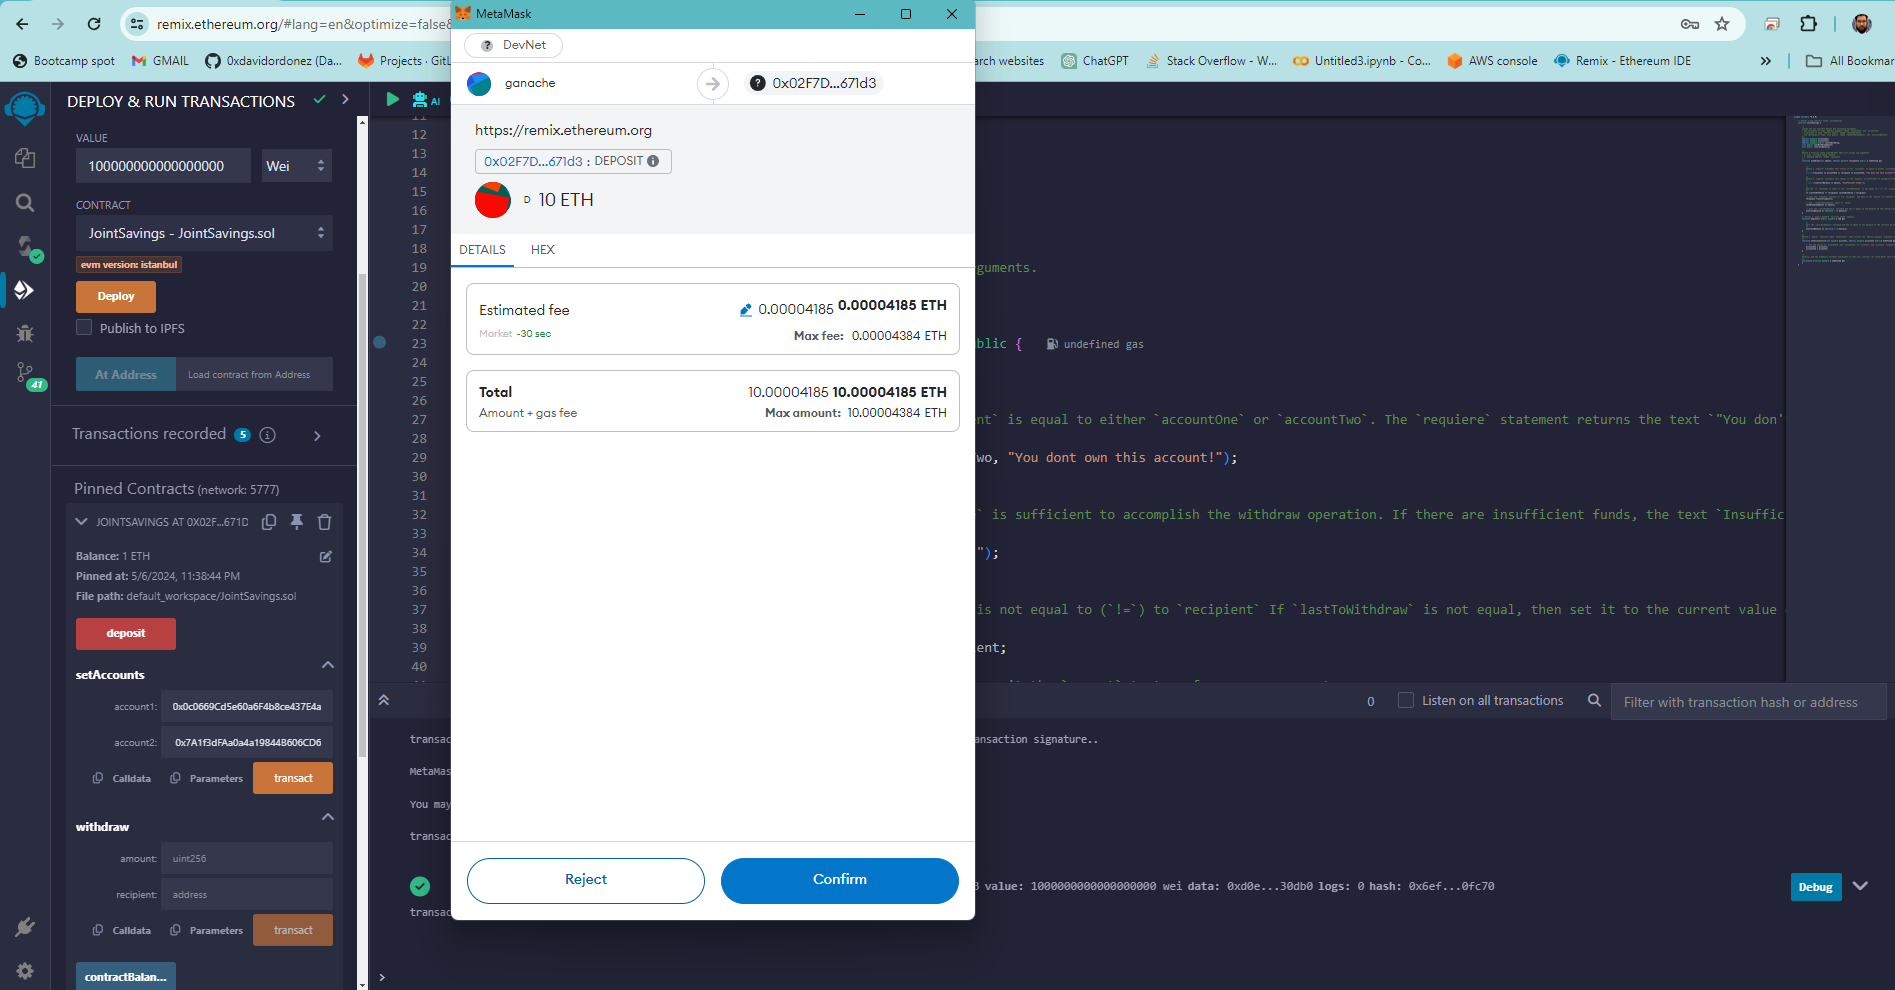 MetaMask
remix.ethereum.org/#lang=en&optimize=false&
Bootcamp spot
GMAIL
0xdavidordonez (Da...
Projects · GitL
arch websites
ChatGPT
Stack Overflow - W...
Untitled3.ipynb - Co...
AWS console
Remix - Ethereum IDE
»
All Bookmar
DEPLOY & RUN TRANSACTIONS
VALUE
100000000000000000
Wei
CONTRACT
JointSavings - JointSavings.sol
evm version: istanbul
Deploy
Publish to IPFS
At Address
Load contract from Address
Transactions recorded 5 i
Pinned Contracts (network: 5777)
JOINTSAVINGS AT 0X02F...671D
Balance: 1 ETH
Pinned at: 5/6/2024, 11:38:44 PM
File path: default_workspace/JointSavings.sol
deposit
setAccounts
account1: 0x0c0669Cd5e60a6F4b8ce437E4a
account2: 0x7A1f3dFAa0a4a19844B606CD6
Calldata
Parameters
transact
withdraw
amount: uint256
recipient: address
Calldata
Parameters
transact
contractBalan...
41
AI
DevNet
ganache
0x02F7D...671d3
https://remix.ethereum.org
0x02F7D...671d3 : DEPOSIT
D 10 ETH
DETAILS
HEX
Estimated fee
0.00004185 0.00004185 ETH
Market ~30 sec
Max fee: 0.00004384 ETH
Total
10.00004185 10.00004185 ETH
Amount + gas fee
Max amount: 10.00004384 ETH
Reject
Confirm
11
12
13
14
15
16
17
18
19 guments.
20
21
22
23 blic { undefined gas
24
25
26
27 nt` is equal to either `accountOne` or `accountTwo`. The `requiere` statement returns the text `"You don'
28
29 wo, "You dont own this account!");
30
31
32 ` is sufficient to accomplish the withdraw operation. If there are insufficient funds, the text `Insuffic
33
34 ");
35
36
37 is not equal to (`!=`) to `recipient` If `lastToWithdraw` is not equal, then set it to the current value
38
39 ent;
40
0
Listen on all transactions
Filter with transaction hash or address
transac
ansaction signature..
MetaMas
You may
transac
3 value: 1000000000000000000 wei data: 0xd0e...30db0 logs: 0 hash: 0x6ef...0fc70
Debug
transac
>